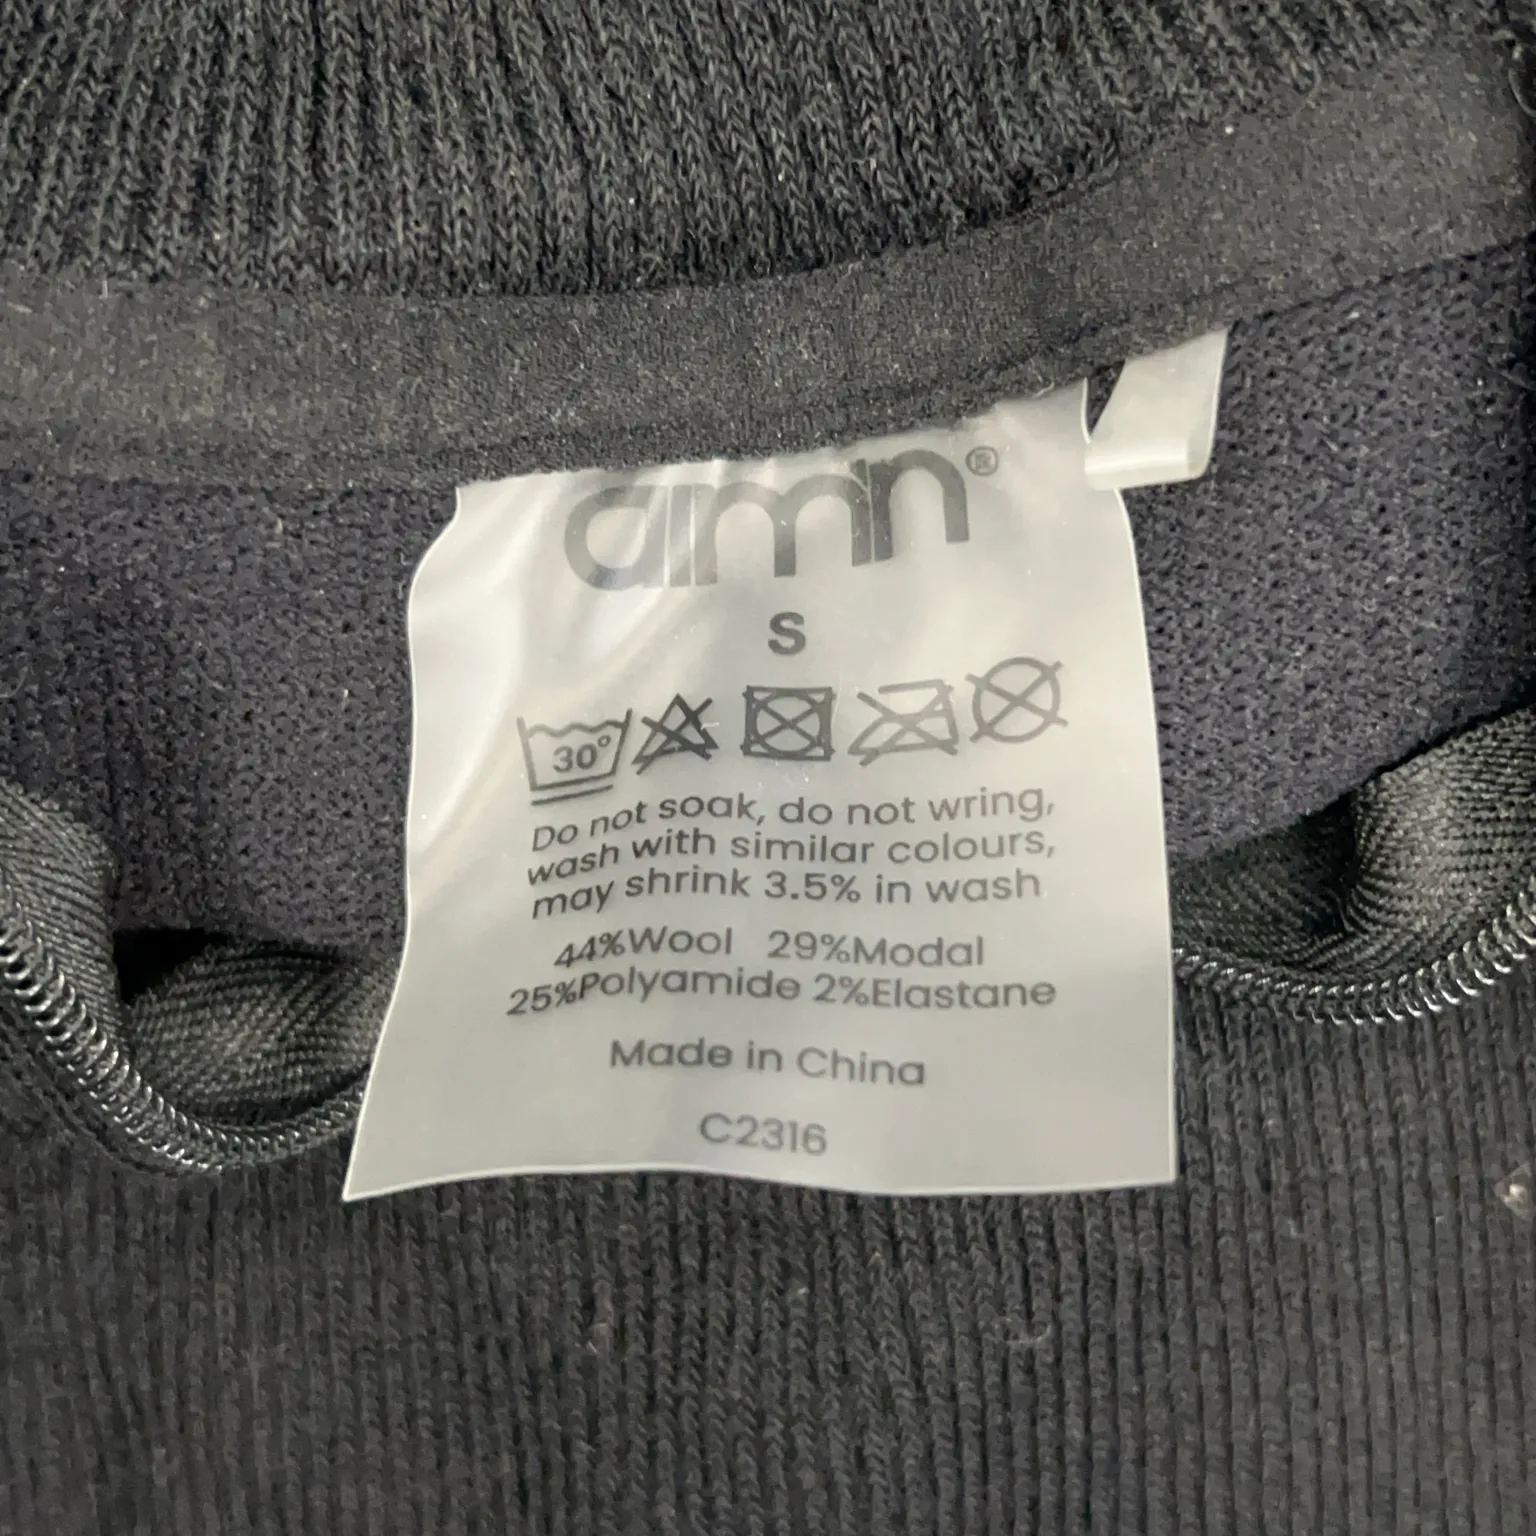 aimn®
S
30°
Do not soak, do not wring,
wash with similar colours,
may shrink 3.5% in wash
44%Wool 29%Modal
25%Polyamide 2%Elastane
Made in China
C2316